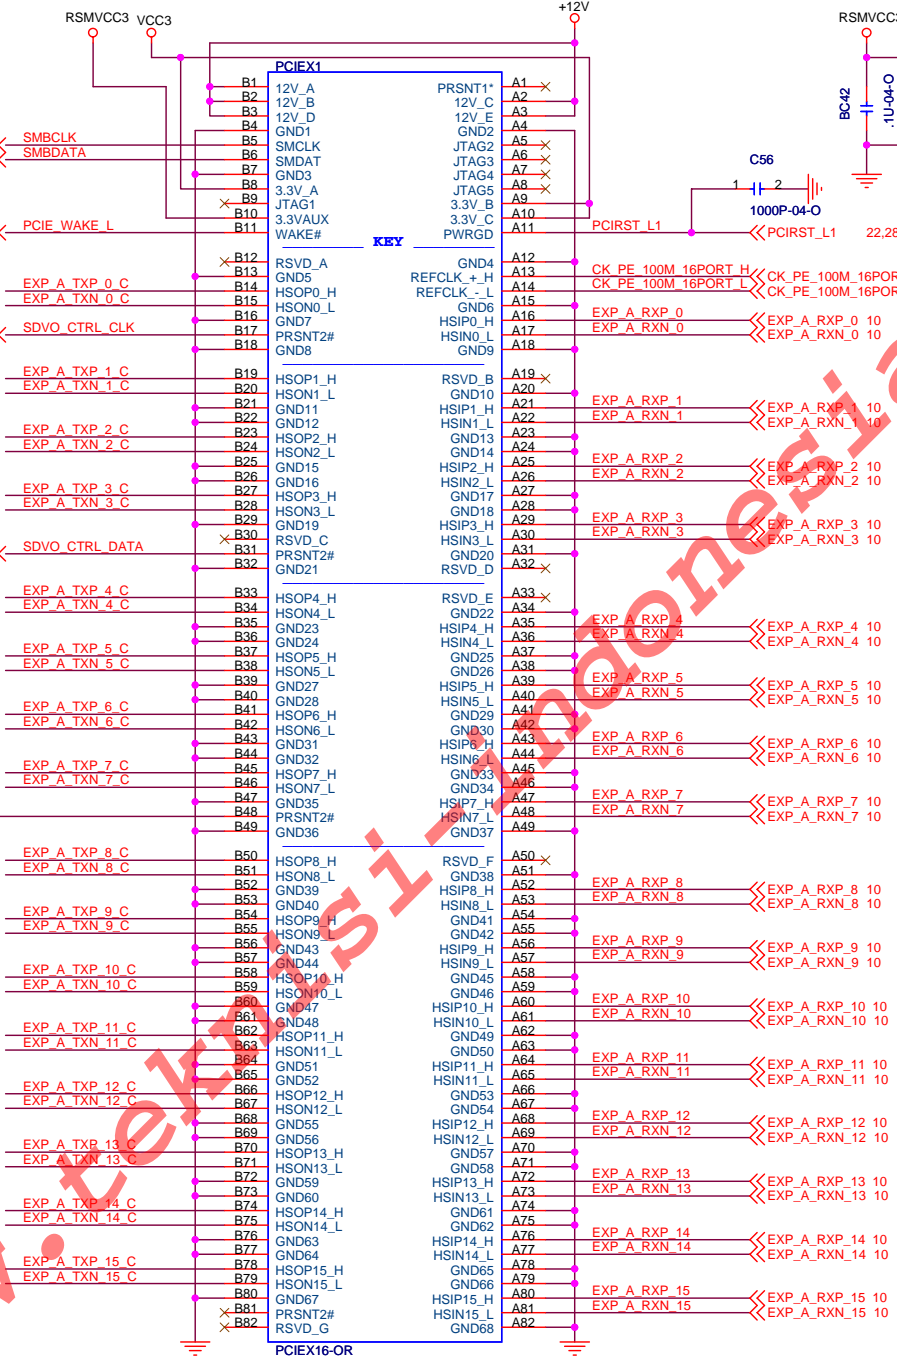 +12V
RSMVCC3 VCC3 RSMVCC3
PCIEX1
B1 12V_A PRSNT1* A1
B2 12V_B 12V_C A2
B3 12V_D 12V_E A3
B4 GND1 GND2 A4
SMBCLK B5 SMCLK JTAG2 A5
SMBDATA B6 SMDAT JTAG3 A6
B7 GND3 JTAG4 A7
B8 3.3V_A JTAG5 A8
B9 JTAG1 3.3V_B A9
B10 3.3VAUX 3.3V_C A10
PCIE_WAKE_L B11 WAKE# PWRGD A11 PCIRST_L1 PCIRST_L1 22,28
BC42 .1U-04-O
C56
1 2
1000P-04-O
KEY
B12 RSVD_A GND4 A12
B13 GND5 REFCLK_+_H A13 CK_PE_100M_16PORT_H CK_PE_100M_16POR
EXP_A_TXP_0_C B14 HSOP0_H REFCLK_-_L A14 CK_PE_100M_16PORT_L CK_PE_100M_16POR
EXP_A_TXN_0_C B15 HSON0_L GND6 A15
B16 GND7 HSIP0_H A16 EXP_A_RXP_0 EXP_A_RXP_0 10
SDVO_CTRL_CLK B17 PRSNT2# HSIN0_L A17 EXP_A_RXN_0 EXP_A_RXN_0 10
B18 GND8 GND9 A18
EXP_A_TXP_1_C B19 HSOP1_H RSVD_B A19
EXP_A_TXN_1_C B20 HSON1_L GND10 A20
B21 GND11 HSIP1_H A21 EXP_A_RXP_1 EXP_A_RXP_1 10
B22 GND12 HSIN1_L A22 EXP_A_RXN_1 EXP_A_RXN_1 10
EXP_A_TXP_2_C B23 HSOP2_H GND13 A23
EXP_A_TXN_2_C B24 HSON2_L GND14 A24
B25 GND15 HSIP2_H A25 EXP_A_RXP_2 EXP_A_RXP_2 10
B26 GND16 HSIN2_L A26 EXP_A_RXN_2 EXP_A_RXN_2 10
EXP_A_TXP_3_C B27 HSOP3_H GND17 A27
EXP_A_TXN_3_C B28 HSON3_L GND18 A28
B29 GND19 HSIP3_H A29 EXP_A_RXP_3 EXP_A_RXP_3 10
B30 RSVD_C HSIN3_L A30 EXP_A_RXN_3 EXP_A_RXN_3 10
SDVO_CTRL_DATA B31 PRSNT2# GND20 A31
B32 GND21 RSVD_D A32
EXP_A_TXP_4_C B33 HSOP4_H RSVD_E A33
EXP_A_TXN_4_C B34 HSON4_L GND22 A34
B35 GND23 HSIP4_H A35 EXP_A_RXP_4 EXP_A_RXP_4 10
B36 GND24 HSIN4_L A36 EXP_A_RXN_4 EXP_A_RXN_4 10
EXP_A_TXP_5_C B37 HSOP5_H GND25 A37
EXP_A_TXN_5_C B38 HSON5_L GND26 A38
B39 GND27 HSIP5_H A39 EXP_A_RXP_5 EXP_A_RXP_5 10
B40 GND28 HSIN5_L A40 EXP_A_RXN_5 EXP_A_RXN_5 10
EXP_A_TXP_6_C B41 HSOP6_H GND29 A41
EXP_A_TXN_6_C B42 HSON6_L GND30 A42
B43 GND31 HSIP6_H A43 EXP_A_RXP_6 EXP_A_RXP_6 10
B44 GND32 HSIN6_L A44 EXP_A_RXN_6 EXP_A_RXN_6 10
EXP_A_TXP_7_C B45 HSOP7_H GND33 A45
EXP_A_TXN_7_C B46 HSON7_L GND34 A46
B47 GND35 HSIP7_H A47 EXP_A_RXP_7 EXP_A_RXP_7 10
B48 PRSNT2# HSIN7_L A48 EXP_A_RXN_7 EXP_A_RXN_7 10
B49 GND36 GND37 A49
EXP_A_TXP_8_C B50 HSOP8_H RSVD_F A50
EXP_A_TXN_8_C B51 HSON8_L GND38 A51
B52 GND39 HSIP8_H A52 EXP_A_RXP_8 EXP_A_RXP_8 10
B53 GND40 HSIN8_L A53 EXP_A_RXN_8 EXP_A_RXN_8 10
EXP_A_TXP_9_C B54 HSOP9_H GND41 A54
EXP_A_TXN_9_C B55 HSON9_L GND42 A55
B56 GND43 HSIP9_H A56 EXP_A_RXP_9 EXP_A_RXP_9 10
B57 GND44 HSIN9_L A57 EXP_A_RXN_9 EXP_A_RXN_9 10
EXP_A_TXP_10_C B58 HSOP10_H GND45 A58
EXP_A_TXN_10_C B59 HSON10_L GND46 A59
B60 GND47 HSIP10_H A60 EXP_A_RXP_10 EXP_A_RXP_10 10
B61 GND48 HSIN10_L A61 EXP_A_RXN_10 EXP_A_RXN_10 10
EXP_A_TXP_11_C B62 HSOP11_H GND49 A62
EXP_A_TXN_11_C B63 HSON11_L GND50 A63
B64 GND51 HSIP11_H A64 EXP_A_RXP_11 EXP_A_RXP_11 10
B65 GND52 HSIN11_L A65 EXP_A_RXN_11 EXP_A_RXN_11 10
EXP_A_TXP_12_C B66 HSOP12_H GND53 A66
EXP_A_TXN_12_C B67 HSON12_L GND54 A67
B68 GND55 HSIP12_H A68 EXP_A_RXP_12 EXP_A_RXP_12 10
B69 GND56 HSIN12_L A69 EXP_A_RXN_12 EXP_A_RXN_12 10
EXP_A_TXP_13_C B70 HSOP13_H GND57 A70
EXP_A_TXN_13_C B71 HSON13_L GND58 A71
B72 GND59 HSIP13_H A72 EXP_A_RXP_13 EXP_A_RXP_13 10
B73 GND60 HSIN13_L A73 EXP_A_RXN_13 EXP_A_RXN_13 10
EXP_A_TXP_14_C B74 HSOP14_H GND61 A74
EXP_A_TXN_14_C B75 HSON14_L GND62 A75
B76 GND63 HSIP14_H A76 EXP_A_RXP_14 EXP_A_RXP_14 10
B77 GND64 HSIN14_L A77 EXP_A_RXN_14 EXP_A_RXN_14 10
EXP_A_TXP_15_C B78 HSOP15_H GND65 A78
EXP_A_TXN_15_C B79 HSON15_L GND66 A79
B80 GND67 HSIP15_H A80 EXP_A_RXP_15 EXP_A_RXP_15 10
B81 PRSNT2# HSIN15_L A81 EXP_A_RXN_15 EXP_A_RXN_15 10
B82 RSVD_G GND68 A82
PCIEX16-OR
w.teknisi-indonesia